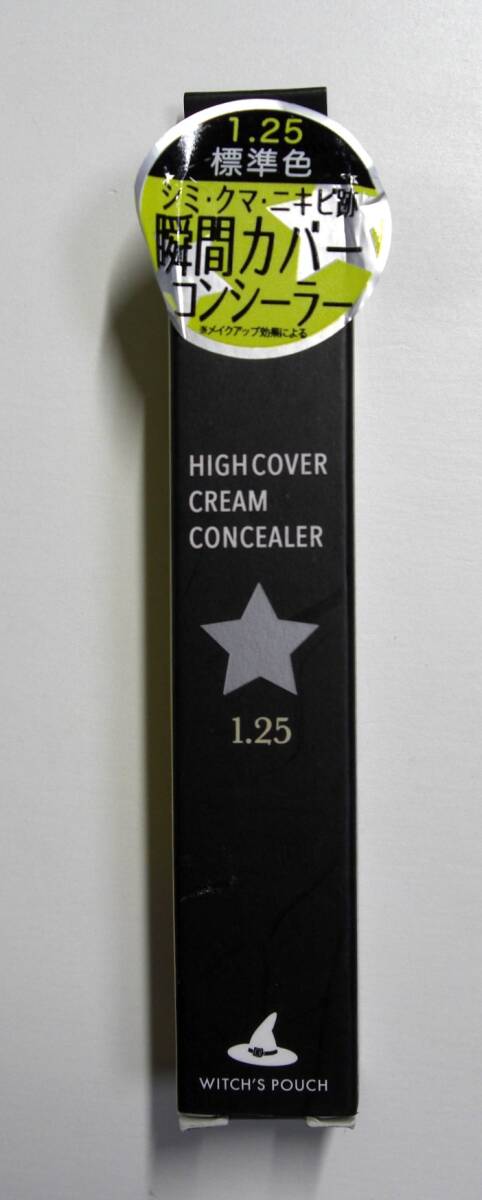 1.25
標準色
シミ・クマ・ニキビ跡
瞬間カバー
コンシーラー
※メイクアップ効果による
HIGH COVER
CREAM
CONCEALER
1.25
WITCH'S POUCH